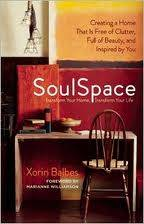 Creating a Home
That Is Free of Clutter,
Full of Beauty, and
Inspired by You
SoulSpace
Transform Your Home, Transform Your Life
Xorin Balbes
FOREWORD BY
MARIANNE WILLIAMSON